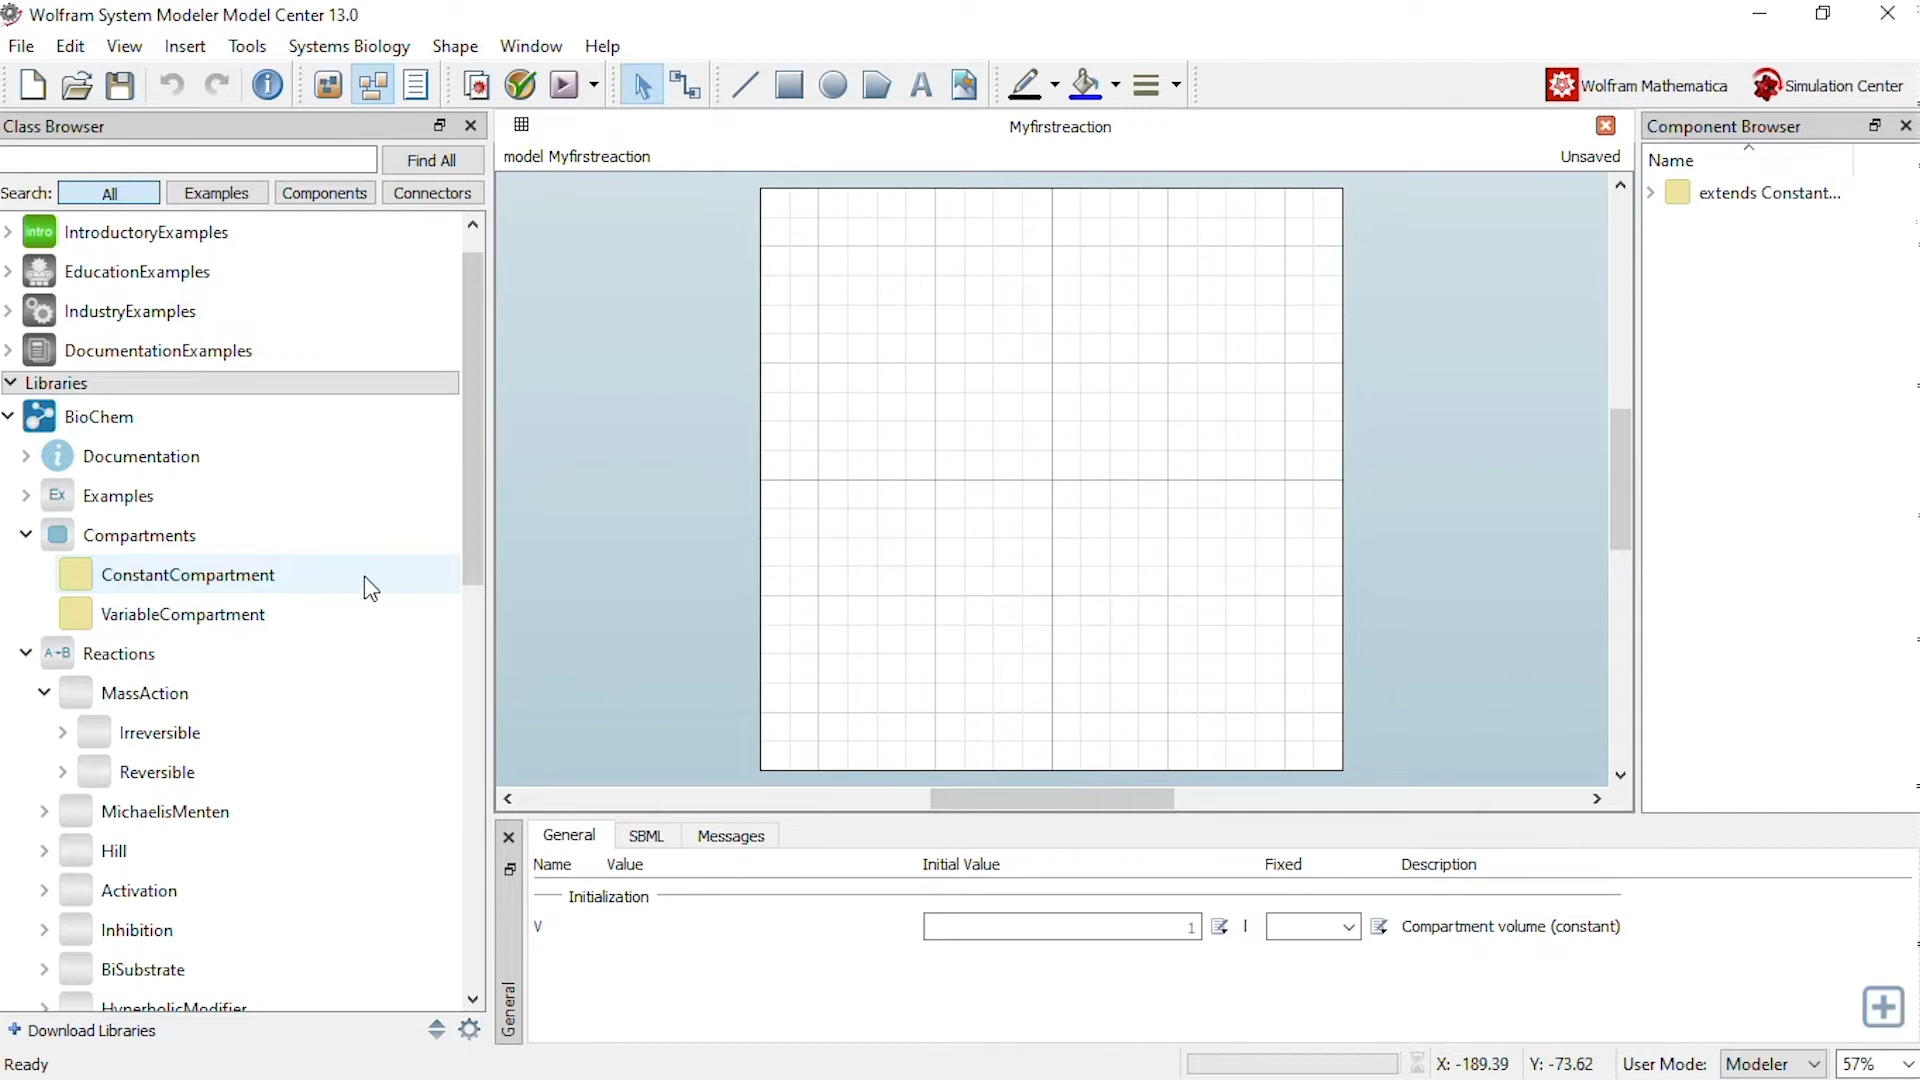 Wolfram System Modeler Model Center 13.0
File Edit View Insert Tools Systems Biology Shape Window Help
Wolfram Mathematica Simulation Center
Class Browser
Find All
Search: All Examples Components Connectors
intro IntroductoryExamples
EducationExamples
IndustryExamples
DocumentationExamples
Libraries
BioChem
i Documentation
Ex Examples
Compartments
ConstantCompartment
VariableCompartment
A→B Reactions
MassAction
Irreversible
Reversible
MichaelisMenten
Hill
Activation
Inhibition
BiSubstrate
HyperbolicModifier
Download Libraries
Ready
Myfirstreaction
model Myfirstreaction Unsaved
Component Browser
Name
extends Constant...
General SBML Messages
Name Value Initial Value Fixed Description
Initialization
V 1 l Compartment volume (constant)
General
X: -189.39 Y: -73.62 User Mode: Modeler 57%